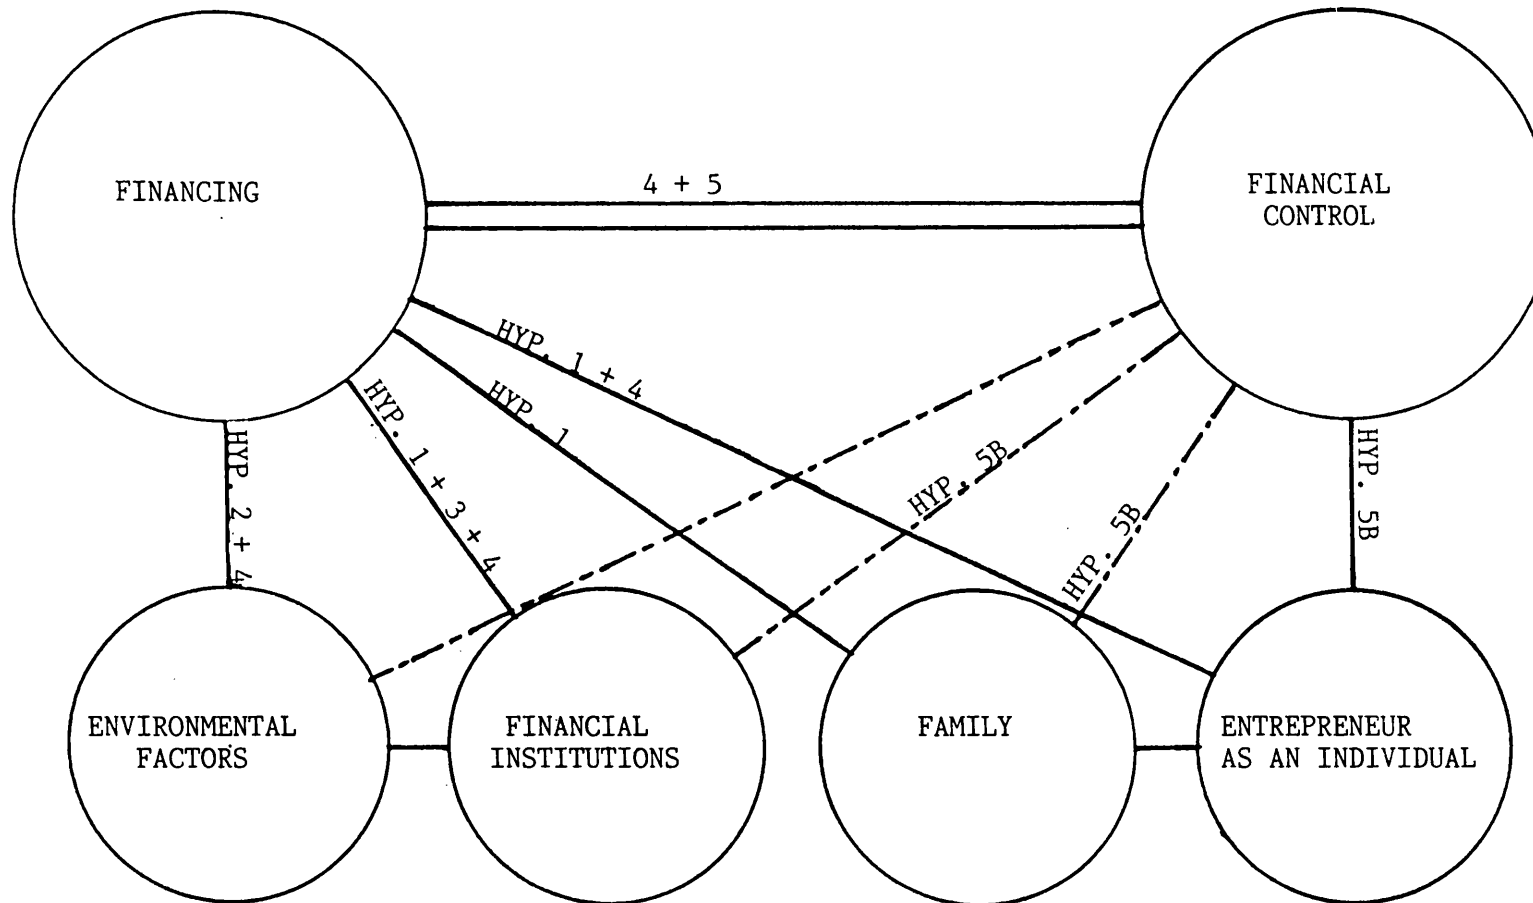 FINANCING
4 + 5
FINANCIAL
CONTROL
HYP. 1 + 4
HYP. 1
HYP. 1 + 3 + 4
HYP. 2 + 4
HYP. 5B
HYP. 5B
HYP. 5B
ENVIRONMENTAL
FACTORS
FINANCIAL
INSTITUTIONS
FAMILY
ENTREPRENEUR
AS AN INDIVIDUAL